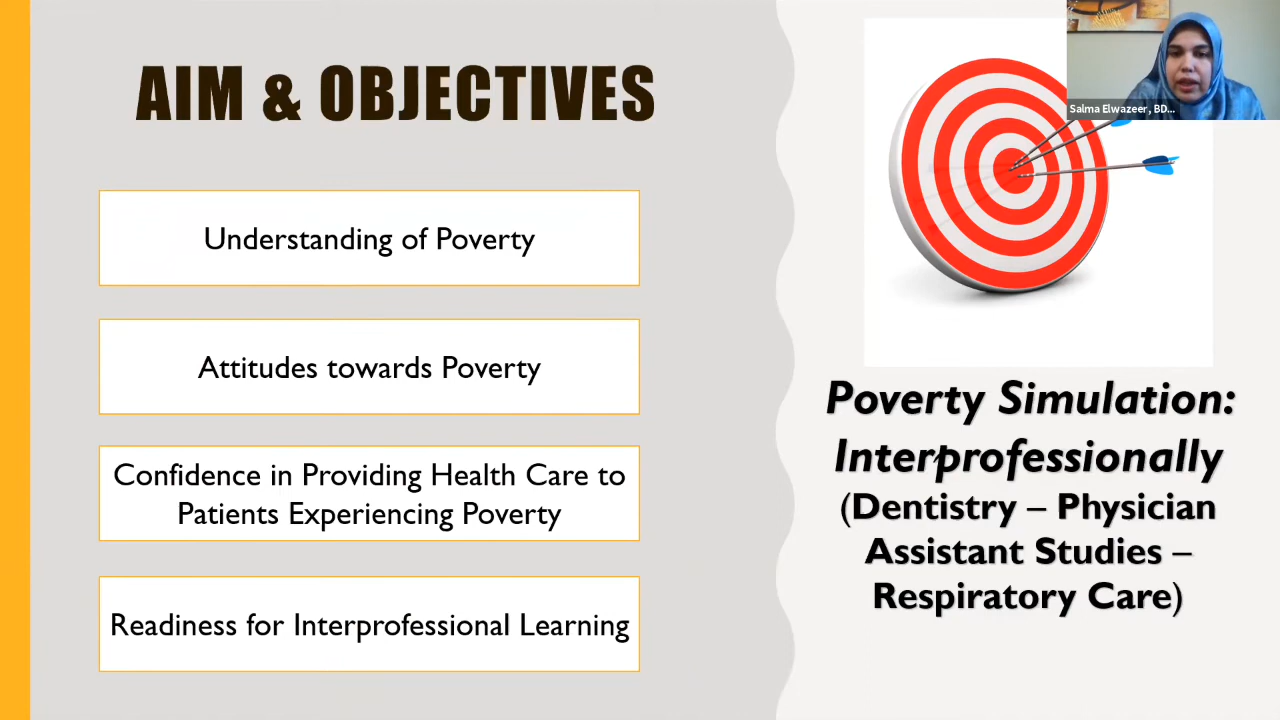 AIM & OBJECTIVES
Understanding of Poverty
Attitudes towards Poverty
Confidence in Providing Health Care to
Patients Experiencing Poverty
Readiness for Interprofessional Learning
Salma Elwazeer, BD...
Poverty Simulation:
Interprofessionally
(Dentistry – Physician
Assistant Studies –
Respiratory Care)